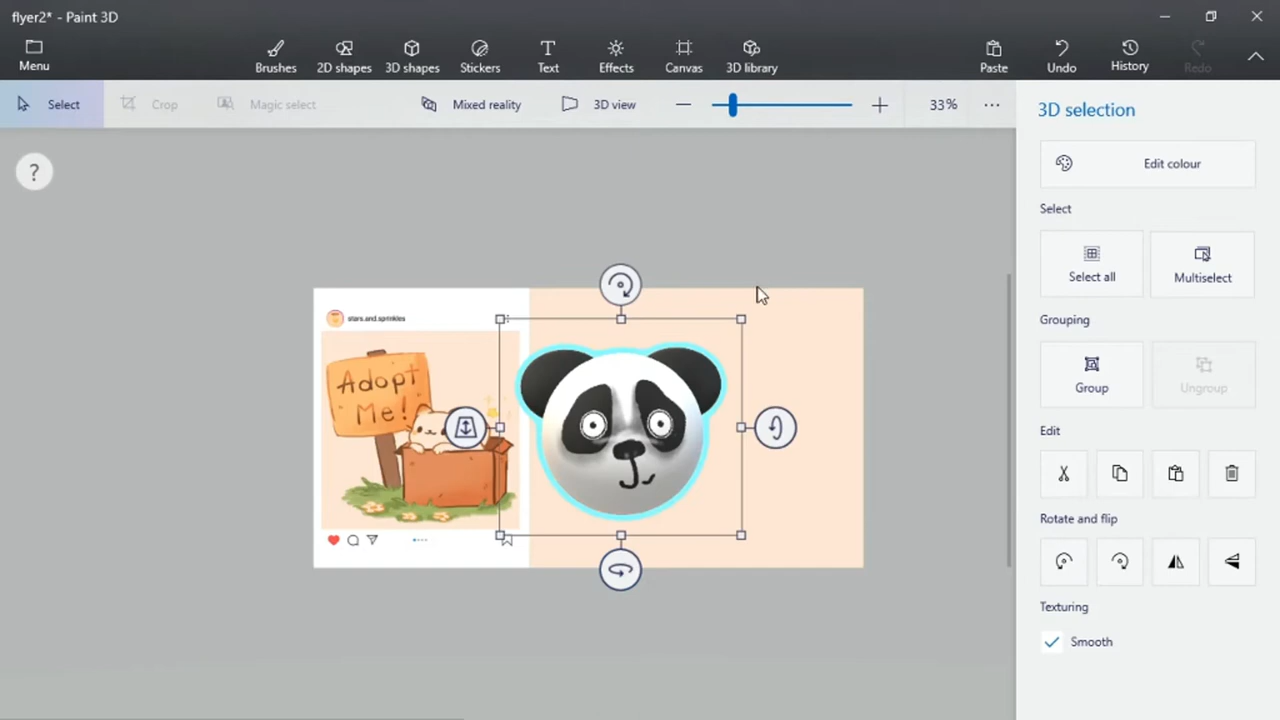 flyer2* - Paint 3D
Menu
Brushes
2D shapes
3D shapes
Stickers
Text
Effects
Canvas
3D library
Paste
Undo
History
Redo
Select
Crop
Magic select
Mixed reality
3D view
33%
?
3D selection
Edit colour
Select
Select all
Multiselect
Grouping
Group
Ungroup
Edit
Rotate and flip
Texturing
Smooth
stars.and.sprinkles
Adopt
Me!